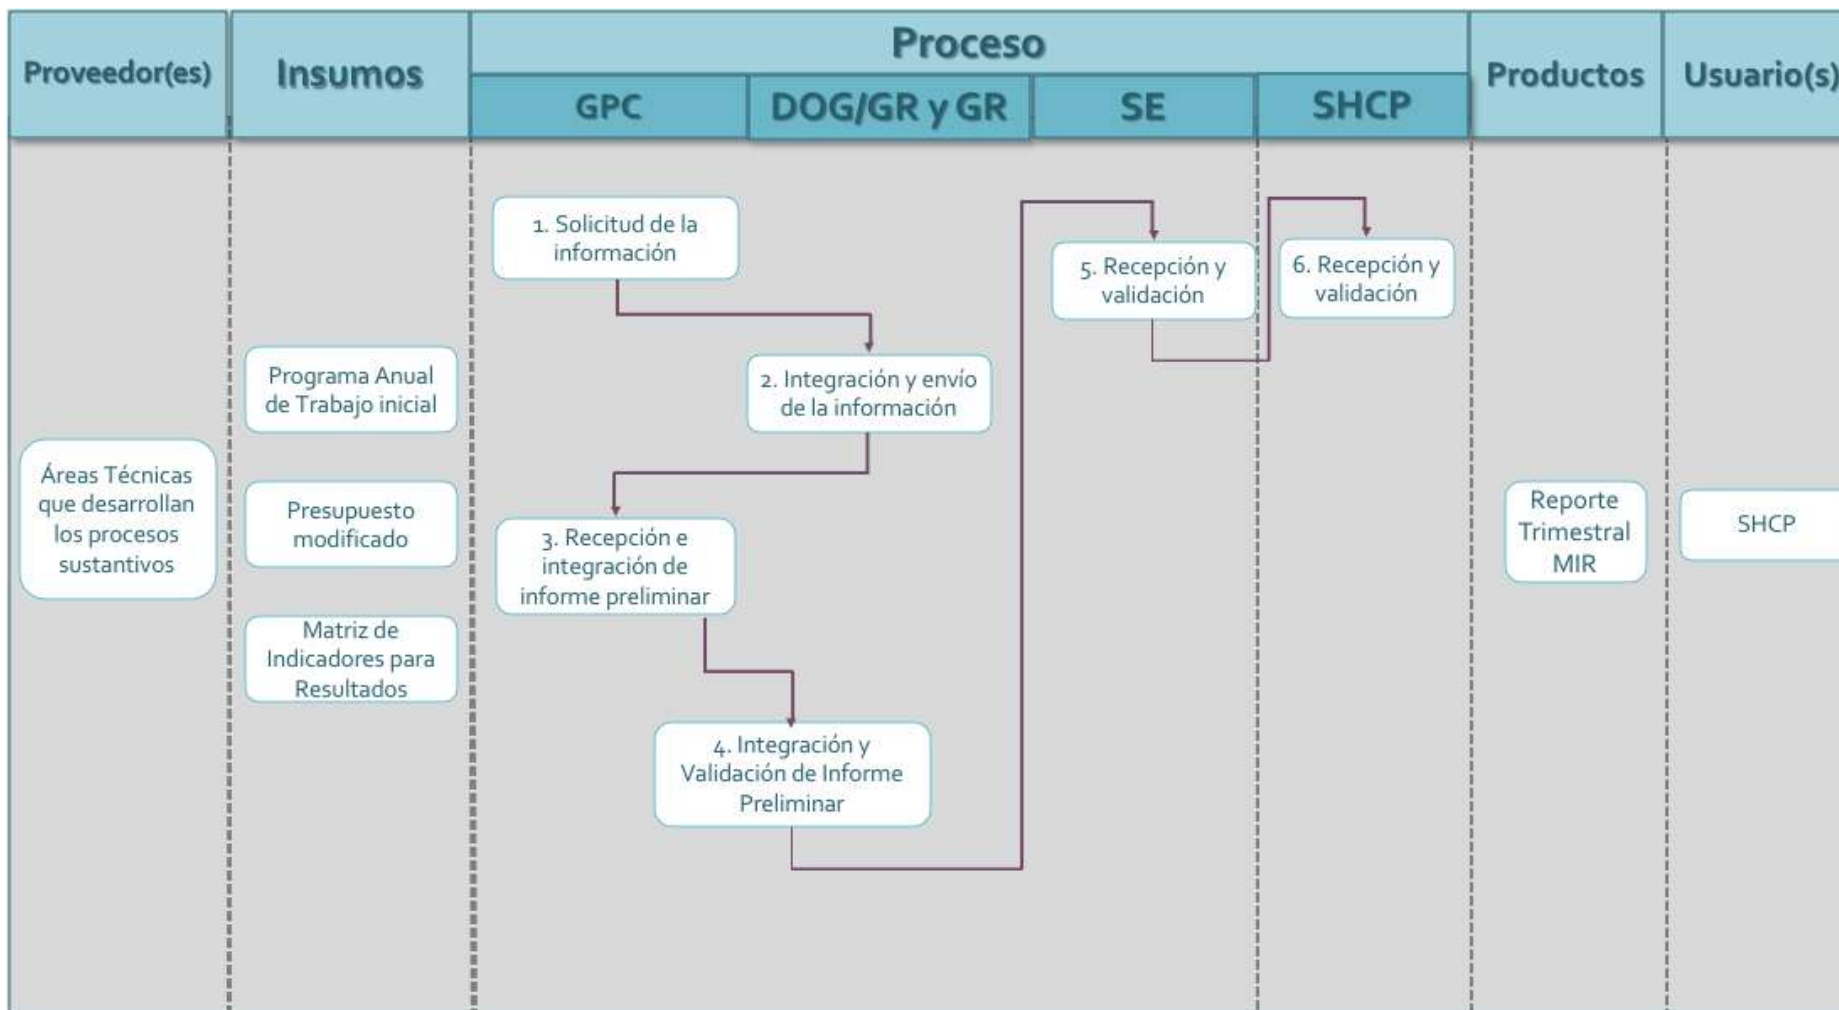 Proveedor(es)
Insumos
Proceso
GPC
DOG/GR y GR
SE
SHCP
Productos
Usuario(s)
Áreas Técnicas
que desarrollan
los procesos
sustantivos
Programa Anual
de Trabajo inicial
Presupuesto
modificado
Matriz de
Indicadores para
Resultados
1. Solicitud de la
información
2. Integración y envío
de la información
3. Recepción e
integración de
informe preliminar
4. Integración y
Validación de Informe
Preliminar
5. Recepción y
validación
6. Recepción y
validación
Reporte
Trimestral
MIR
SHCP